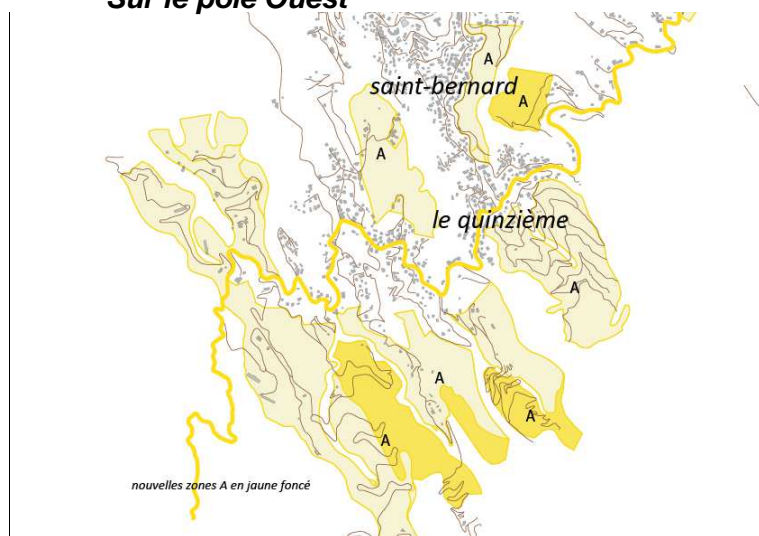 Sur le pôle Ouest
A
saint-bernard
A
A
le quinzième
A
A
A
A
nouvelles zones A en jaune foncé